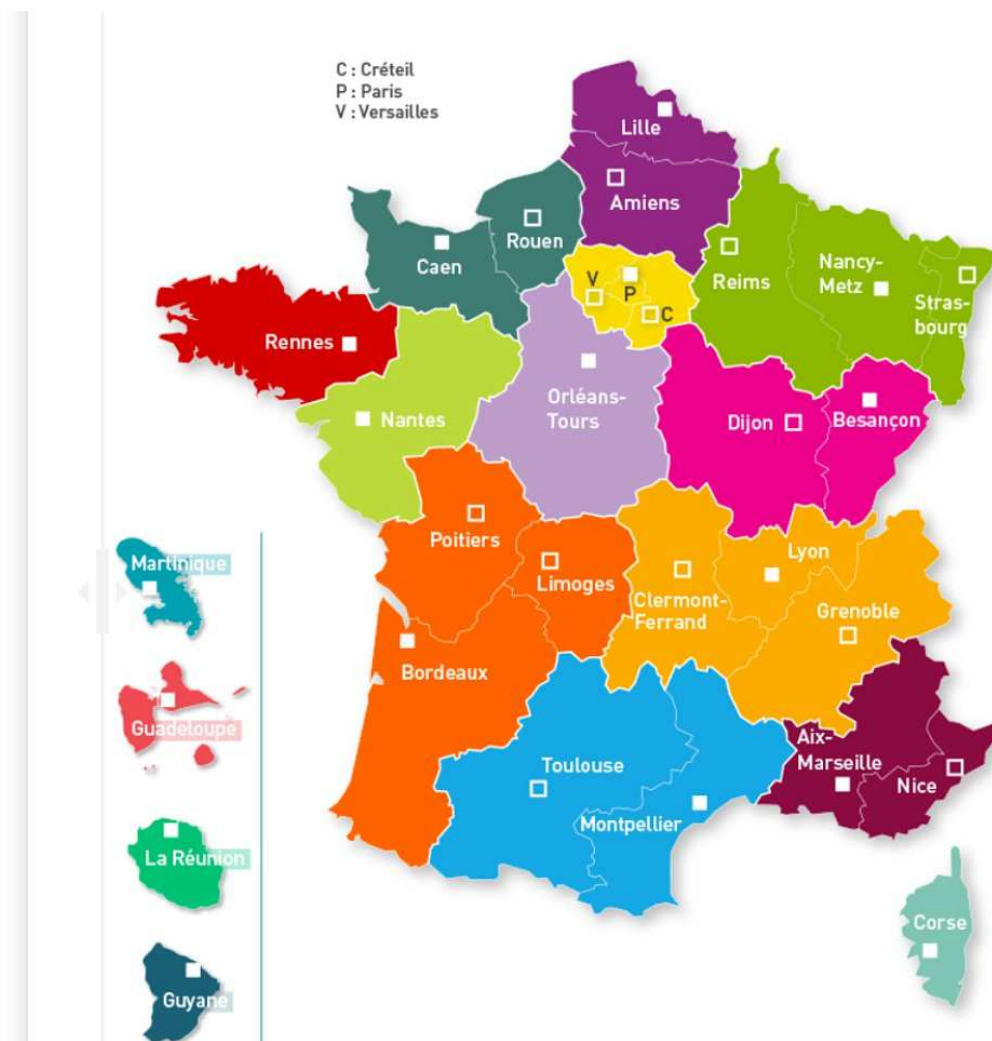 C : Créteil
P : Paris
V : Versailles
Lille
Amiens
Rouen
Caen
V
P
C
Reims
Nancy-
Metz
Stras-
bourg
Rennes
Nantes
Orléans-
Tours
Dijon
Besançon
Poitiers
Limoges
Clermont-
Ferrand
Lyon
Grenoble
Bordeaux
Toulouse
Montpellier
Aix-
Marseille
Nice
Corse
Martinique
Guadeloupe
La Réunion
Guyane